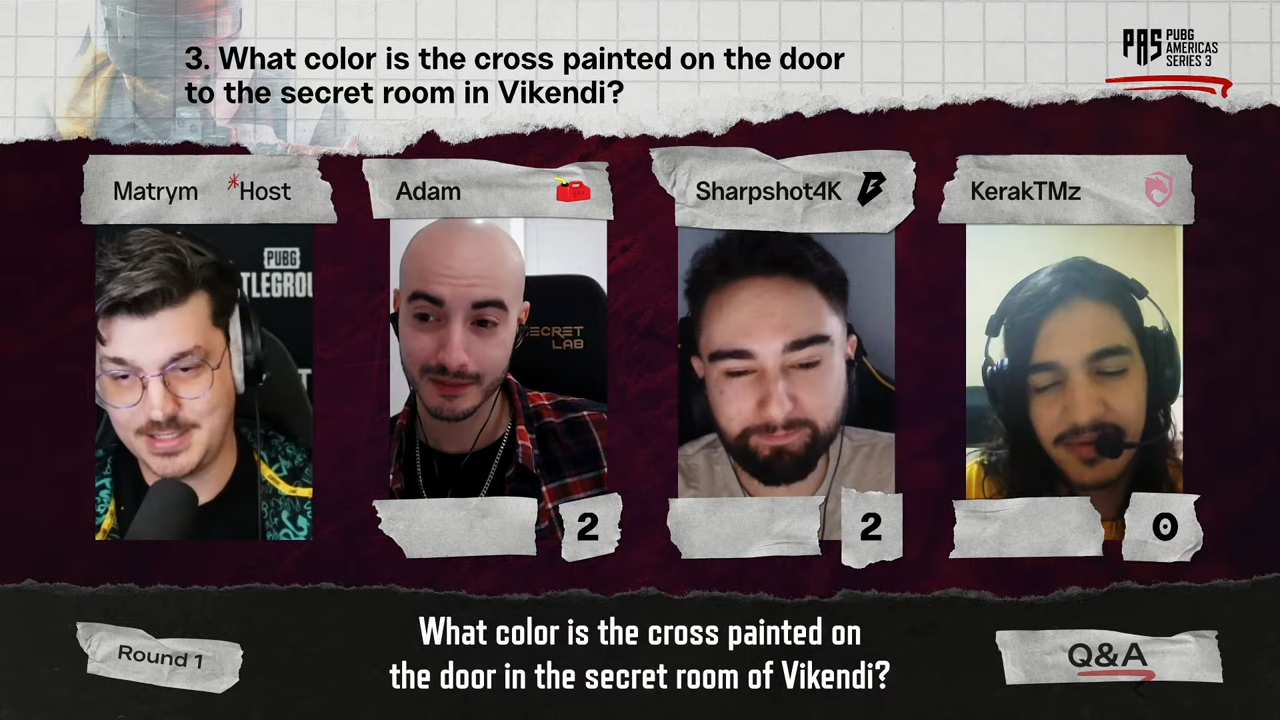 3. What color is the cross painted on the door
to the secret room in Vikendi?
PAS PUBG
AMERICAS
SERIES 3
Matrym *Host
Adam
Sharpshot4K
KerakTMz
PUBG
TLEGROU
SECRET
LAB
2
2
0
What color is the cross painted on
the door in the secret room of Vikendi?
Round 1
Q&A